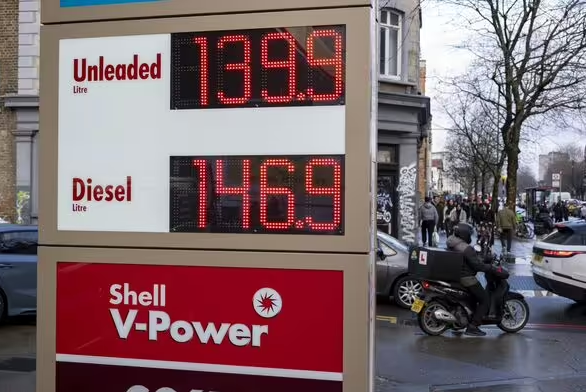 Unleaded
Litre
139.9
Diesel
Litre
146.9
Shell
V-Power
L